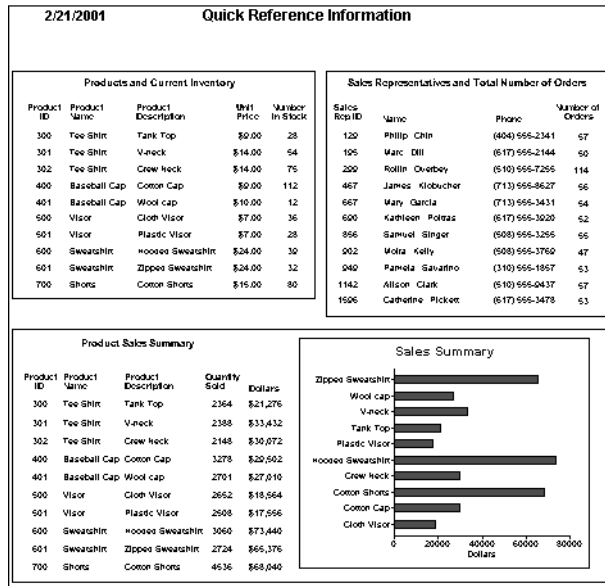 2/21/2001 Quick Reference Information
Products and Current Inventory
Product ID Product Name Product Description Unit Price Number In Stock
300 Tee Shirt Tank Top $9.00 28
301 Tee Shirt V-neck $14.00 54
302 Tee Shirt Crew Neck $14.00 75
400 Baseball Cap Cotton Cap $9.00 112
401 Baseball Cap Wool cap $10.00 12
500 Visor Cloth Visor $7.00 36
501 Visor Plastic Visor $7.00 28
600 Sweatshirt Hooded Sweatshirt $24.00 39
601 Sweatshirt Zipped Sweatshirt $24.00 32
700 Shorts Cotton Shorts $15.00 80
Sales Representatives and Total Number of Orders
Sales Rep ID Name Phone Number of Orders
129 Philip Chin (404) 555-2341 57
195 Marc Dill (617) 555-2144 50
299 Rollin Overbey (510) 555-7255 114
467 James Klobucher (713) 555-8627 56
667 Mary Garcia (713) 555-3431 54
690 Kathleen Poitras (617) 555-3920 52
856 Samuel Singer (508) 555-3255 55
902 Moira Kelly (508) 555-3769 47
949 Pamela Savarino (310) 555-1857 53
1142 Alison Clark (510) 555-9437 57
1596 Catherine Pickett (617) 555-3478 53
Product Sales Summary
Product ID Product Name Product Description Quantity Sold Dollars
300 Tee Shirt Tank Top 2364 $21,276
301 Tee Shirt V-neck 2388 $33,432
302 Tee Shirt Crew Neck 2148 $30,072
400 Baseball Cap Cotton Cap 3278 $29,502
401 Baseball Cap Wool cap 2701 $27,010
500 Visor Cloth Visor 2652 $18,564
501 Visor Plastic Visor 2508 $17,556
600 Sweatshirt Hooded Sweatshirt 3060 $73,440
601 Sweatshirt Zipped Sweatshirt 2724 $65,376
700 Shorts Cotton Shorts 4536 $68,040
Sales Summary
Zipped Sweatshirt
Wool cap
V-neck
Tank Top
Plastic Visor
Hooded Sweatshirt
Crew Neck
Cotton Shorts
Cotton Cap
Cloth Visor
0 20000 40000 60000 80000
Dollars